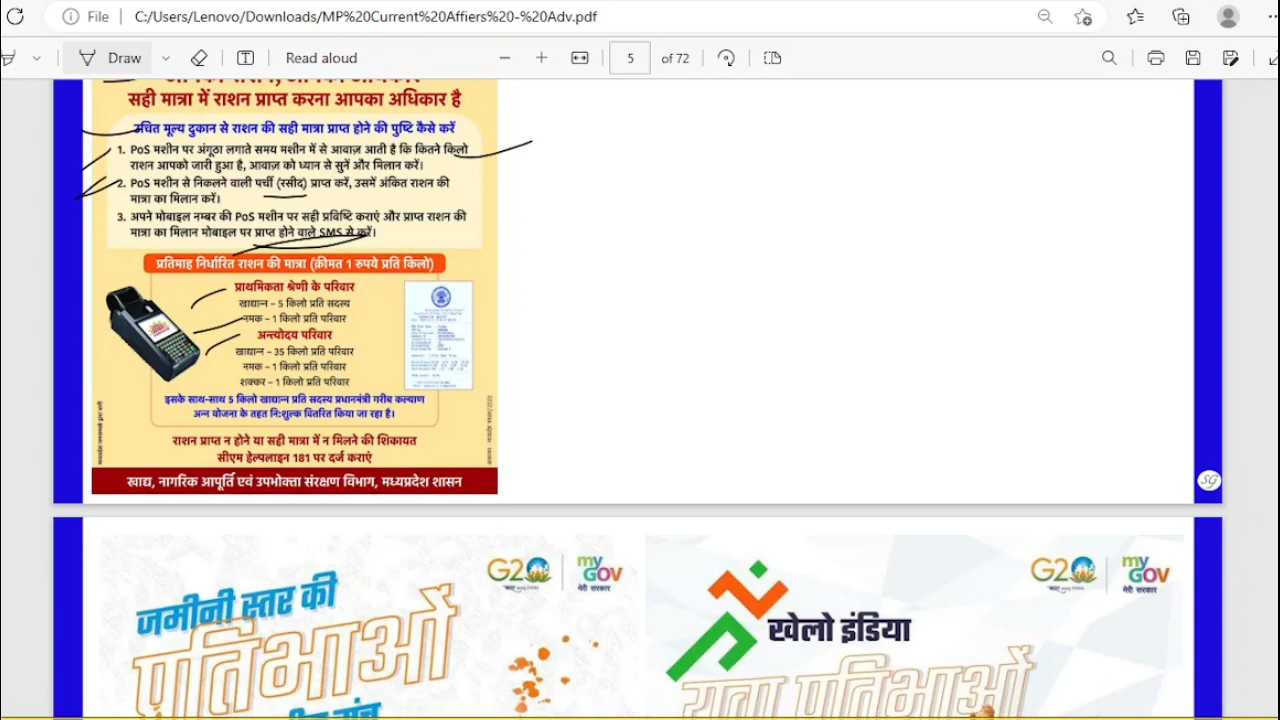 File
C:/Users/Lenovo/Downloads/MP%20Current%20Affiers%20-%20Adv.pdf
Draw
Read aloud
5
of 72
सही मात्रा में राशन प्राप्त करना आपका अधिकार है
उचित मूल्य दुकान से राशन की सही मात्रा प्राप्त होने की पुष्टि कैसे करें
1. PoS मशीन पर अंगूठा लगाते समय मशीन में से आवाज़ आती है कि कितने किलो
राशन आपको जारी हुआ है, आवाज़ को ध्यान से सुनें और मिलान करें।
2. PoS मशीन से निकलने वाली पर्ची (रसीद) प्राप्त करें, उसमें अंकित राशन की
मात्रा का मिलान करें।
3. अपने मोबाइल नम्बर की PoS मशीन पर सही प्रविष्टि कराएं और प्राप्त राशन की
मात्रा का मिलान मोबाइल पर प्राप्त होने वाले SMS से करें।
प्रतिमाह निर्धारित राशन की मात्रा (क़ीमत 1 रुपये प्रति किलो)
प्राथमिकता श्रेणी के परिवार
खाद्यान्न – 5 किलो प्रति सदस्य
नमक – 1 किलो प्रति परिवार
अन्त्योदय परिवार
खाद्यान्न – 35 किलो प्रति परिवार
नमक – 1 किलो प्रति परिवार
शक्कर – 1 किलो प्रति परिवार
इसके साथ-साथ 5 किलो खाद्यान्न प्रति सदस्य प्रधानमंत्री गरीब कल्याण
अन्न योजना के तहत नि:शुल्क वितरित किया जा रहा है।
राशन प्राप्त न होने या सही मात्रा में न मिलने की शिकायत
सीएम हेल्पलाइन 181 पर दर्ज कराएं
खाद्य, नागरिक आपूर्ति एवं उपभोक्ता संरक्षण विभाग, मध्यप्रदेश शासन
SG
G20
my
GOV
मेरी सरकार
जमीनी स्तर की
प्रतिभाओं
G20
my
GOV
मेरी सरकार
खेलो इंडिया
युवा प्रतिभाओं